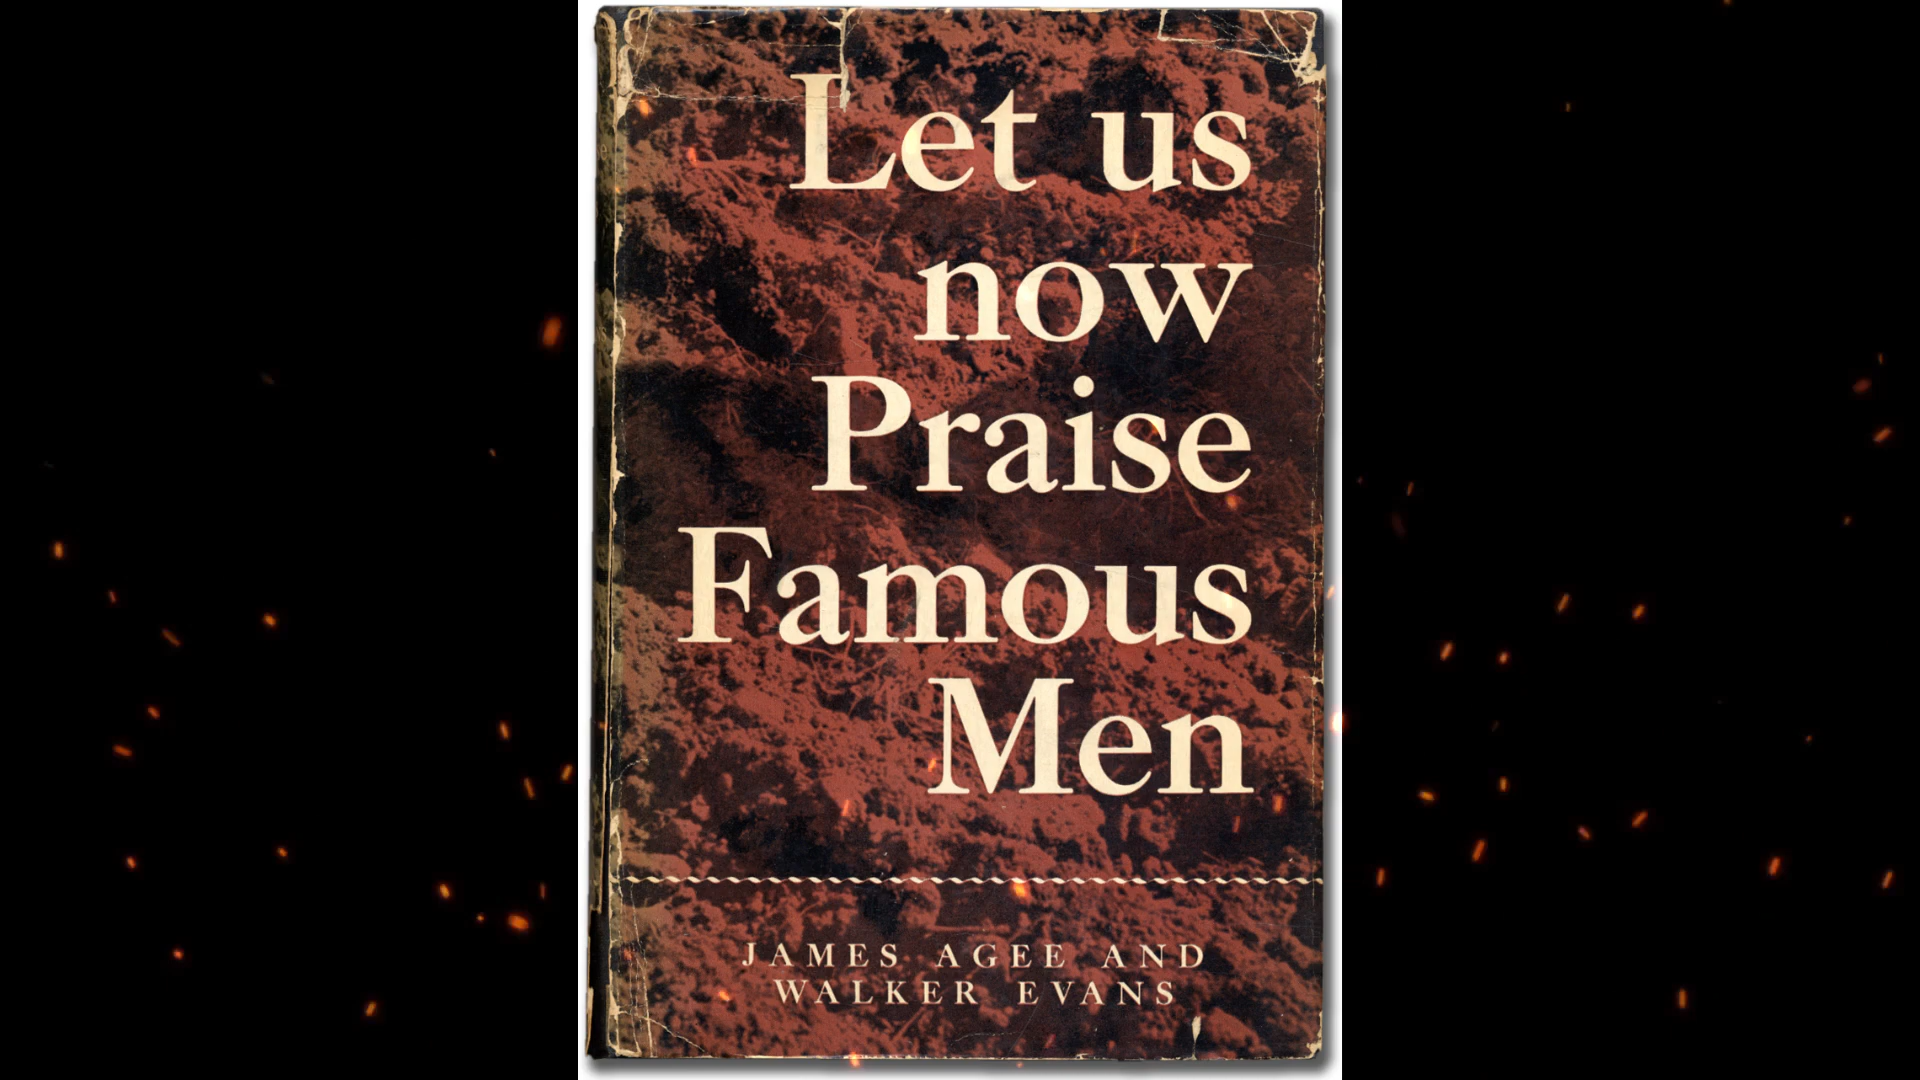 Let us
now
Praise
Famous
Men
JAMES AGEE AND
WALKER EVANS